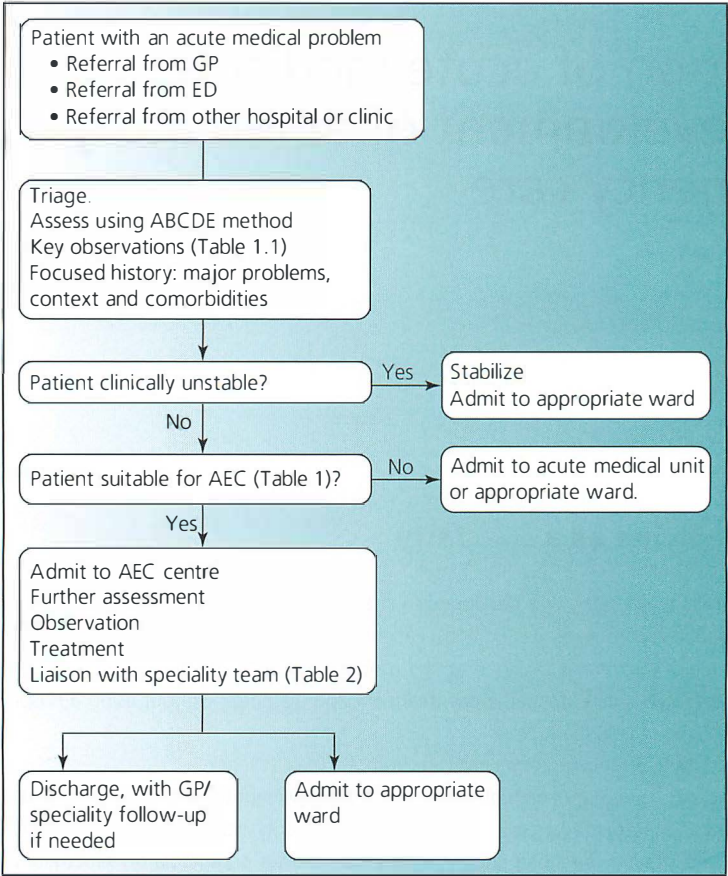 Patient with an acute medical problem
• Referral from GP
• Referral from ED
• Referral from other hospital or clinic
Triage.
Assess using ABCDE method
Key observations (Table 1.1)
Focused history: major problems,
context and comorbidities
Patient clinically unstable?
Yes
Stabilize
Admit to appropriate ward
No
Patient suitable for AEC (Table 1)?
No
Admit to acute medical unit
or appropriate ward.
Yes
Admit to AEC centre
Further assessment
Observation
Treatment
Liaison with speciality team (Table 2)
Discharge, with GP/
speciality follow-up
if needed
Admit to appropriate
ward